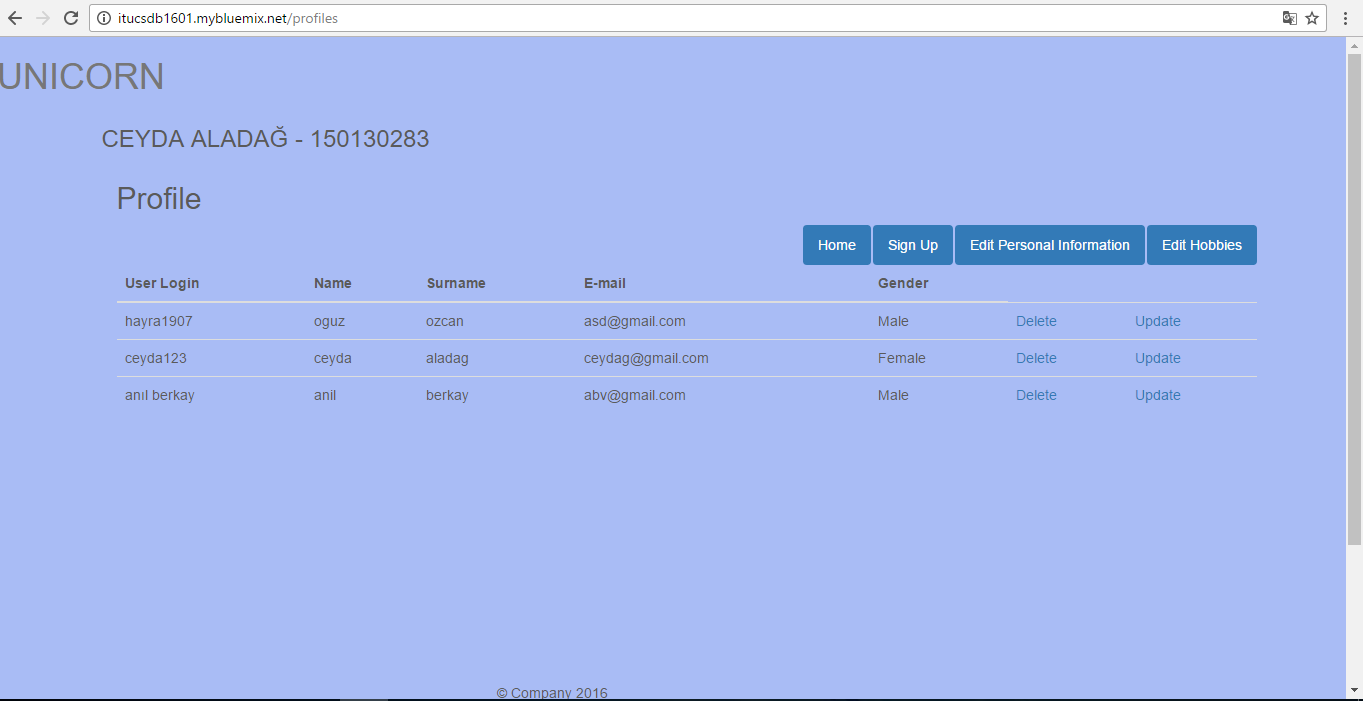 itucsdb1601.mybluemix.net/profiles
UNICORN
CEYDA ALADAĞ - 150130283
Profile
Home Sign Up Edit Personal Information Edit Hobbies
User Login Name Surname E-mail Gender
hayra1907 oguz ozcan asd@gmail.com Male Delete Update
ceyda123 ceyda aladag ceydag@gmail.com Female Delete Update
anıl berkay anil berkay abv@gmail.com Male Delete Update
© Company 2016